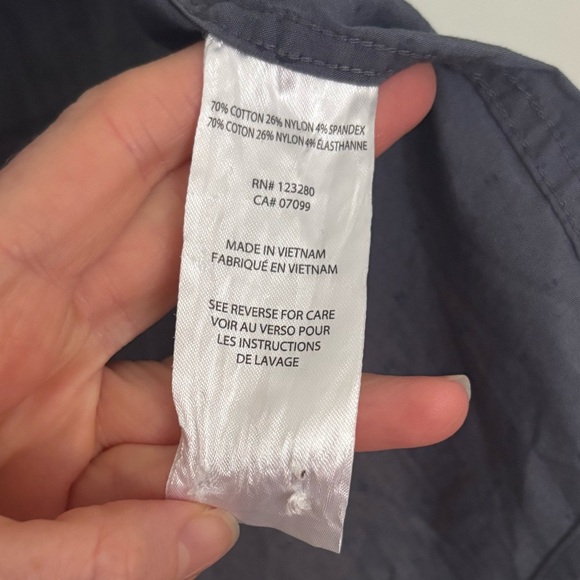 70% COTTON 26% NYLON 4% SPANDEX
70% COTON 26% NYLON 4% ÉLASTHANNE
RN# 123280
CA# 07099
MADE IN VIETNAM
FABRIQUÉ EN VIETNAM
SEE REVERSE FOR CARE
VOIR AU VERSO POUR
LES INSTRUCTIONS
DE LAVAGE